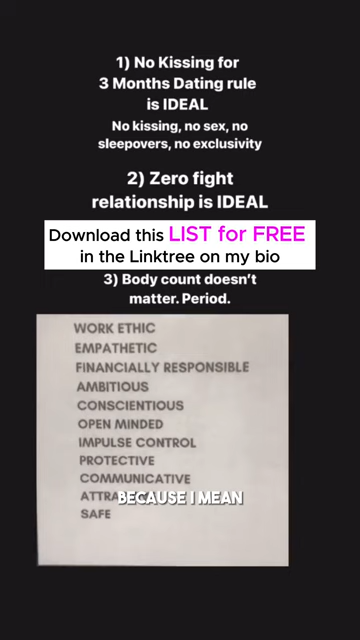 1) No Kissing for
3 Months Dating rule
is IDEAL
No kissing, no sex, no
sleepovers, no exclusivity
2) Zero fight
relationship is IDEAL
Download this LIST for FREE
in the Linktree on my bio
3) Body count doesn't
matter. Period.
WORK ETHIC
EMPATHETIC
FINANCIALLY RESPONSIBLE
AMBITIOUS
CONSCIENTIOUS
OPEN MINDED
IMPULSE CONTROL
PROTECTIVE
COMMUNICATIVE
BECAUSE I MEAN
SAFE